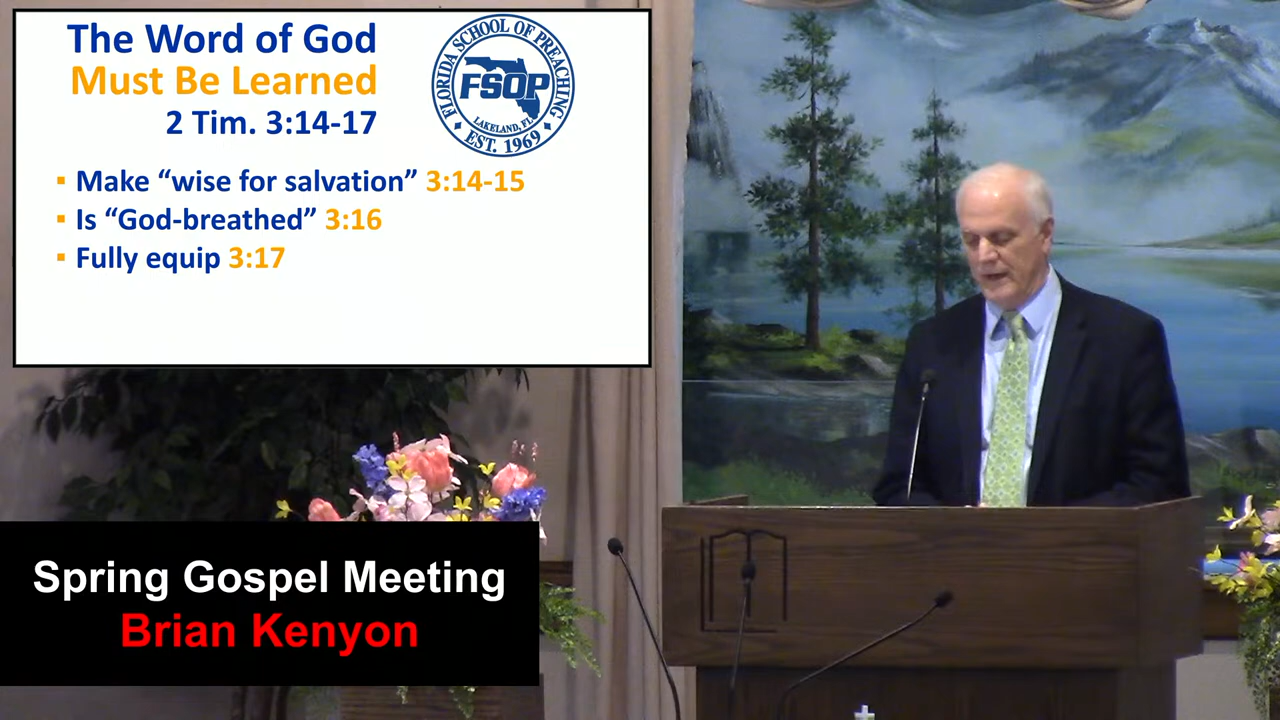 The Word of God
Must Be Learned
2 Tim. 3:14-17
FLORIDA SCHOOL OF PREACHING
FSOP
LAKELAND, FL
EST. 1969
▪ Make “wise for salvation” 3:14-15
▪ Is “God-breathed” 3:16
▪ Fully equip 3:17
Spring Gospel Meeting
Brian Kenyon